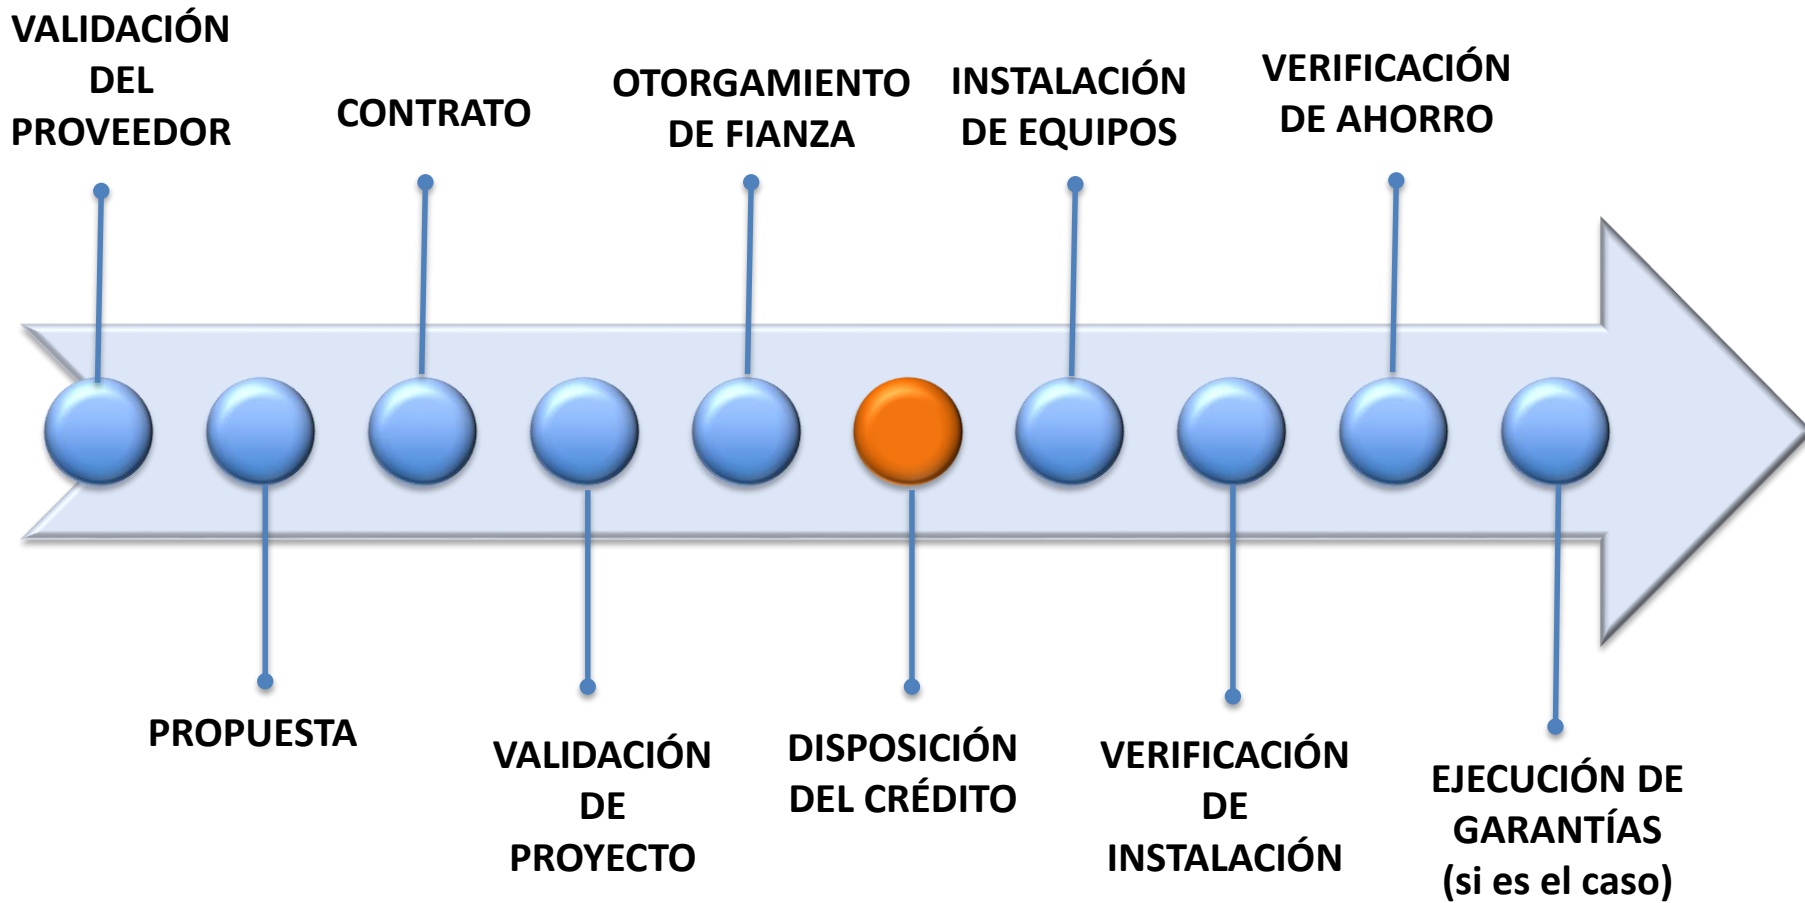 VALIDACIÓN
DEL
PROVEEDOR
CONTRATO
OTORGAMIENTO
DE FIANZA
INSTALACIÓN
DE EQUIPOS
VERIFICACIÓN
DE AHORRO
PROPUESTA
VALIDACIÓN
DE
PROYECTO
DISPOSICIÓN
DEL CRÉDITO
VERIFICACIÓN
DE
INSTALACIÓN
EJECUCIÓN DE
GARANTÍAS
(si es el caso)